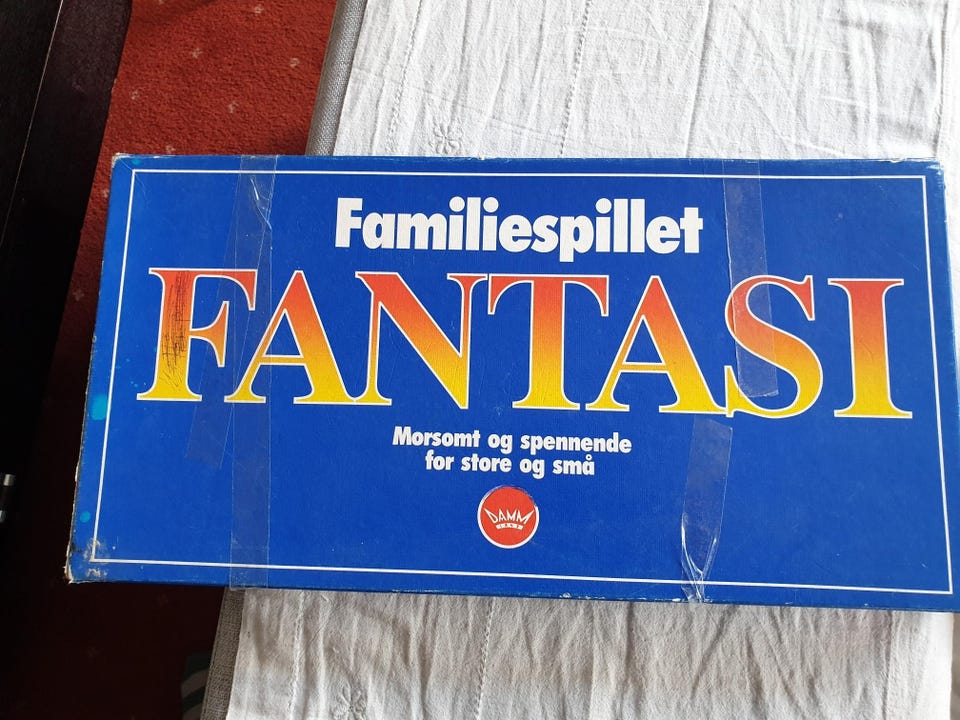 Familiespillet
FANTASI
Morsomt og spennende
for store og små
DAMM